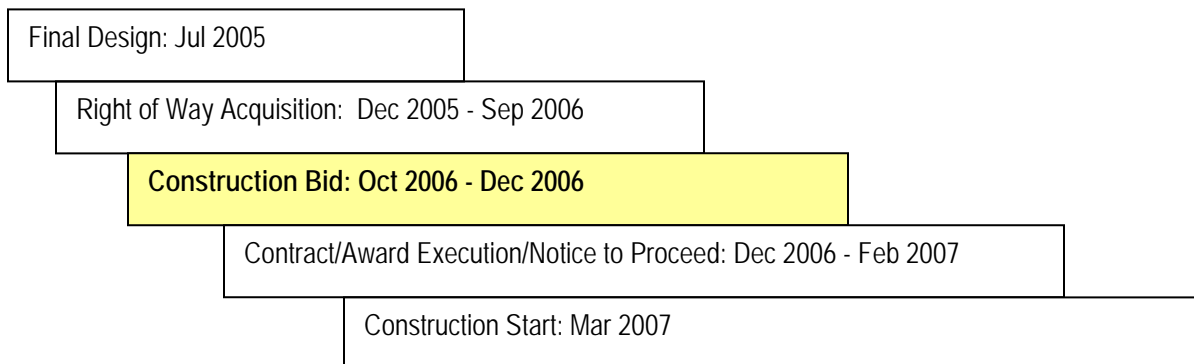 Final Design: Jul 2005
Right of Way Acquisition: Dec 2005 - Sep 2006
Construction Bid: Oct 2006 - Dec 2006
Contract/Award Execution/Notice to Proceed: Dec 2006 - Feb 2007
Construction Start: Mar 2007